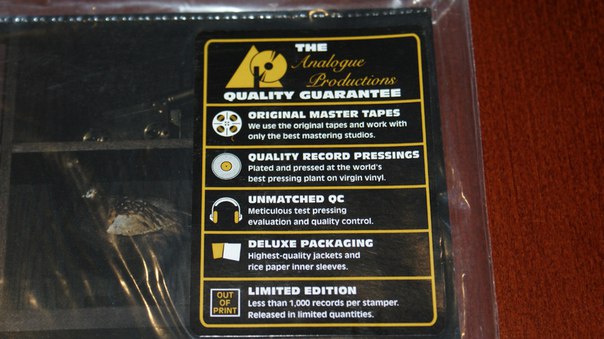 THE
Analogue
Productions
QUALITY GUARANTEE
ORIGINAL MASTER TAPES
We use the original tapes and work with
only the best mastering studios.
QUALITY RECORD PRESSINGS
Plated and pressed at the world's
best pressing plant on virgin vinyl.
UNMATCHED QC
Meticulous test pressing
evaluation and quality control.
DELUXE PACKAGING
Highest-quality jackets and
rice paper inner sleeves.
OUT OF
PRINT
LIMITED EDITION
Less than 1,000 records per stamper.
Released in limited quantities.